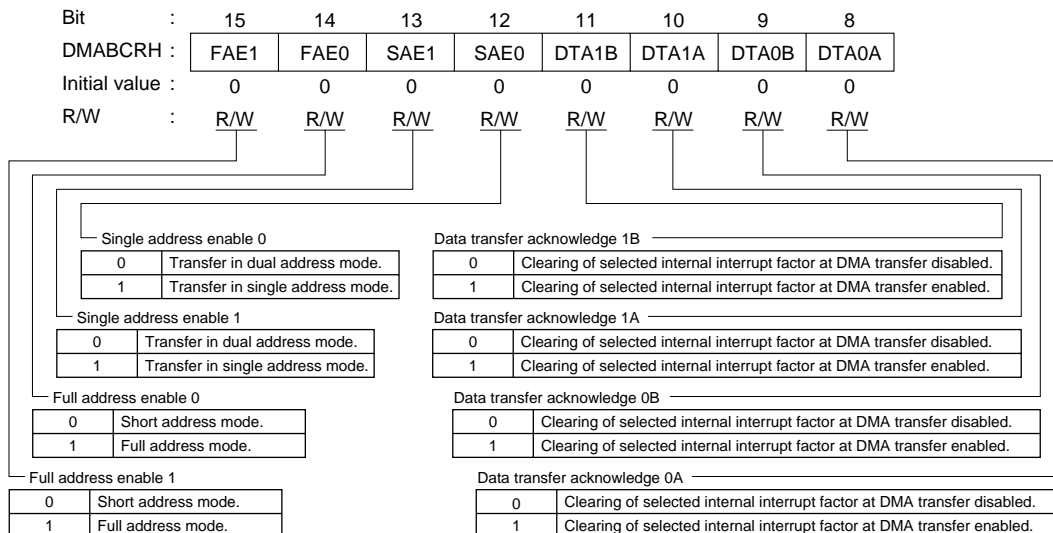 Bit : 15 14 13 12 11 10 9 8
DMABCRH : FAE1 FAE0 SAE1 SAE0 DTA1B DTA1A DTA0B DTA0A
Initial value : 0 0 0 0 0 0 0 0
R/W : R/W R/W R/W R/W R/W R/W R/W R/W
Single address enable 0
0 Transfer in dual address mode.
1 Transfer in single address mode.
Data transfer acknowledge 1B
0 Clearing of selected internal interrupt factor at DMA transfer disabled.
1 Clearing of selected internal interrupt factor at DMA transfer enabled.
Single address enable 1
0 Transfer in dual address mode.
1 Transfer in single address mode.
Data transfer acknowledge 1A
0 Clearing of selected internal interrupt factor at DMA transfer disabled.
1 Clearing of selected internal interrupt factor at DMA transfer enabled.
Full address enable 0
0 Short address mode.
1 Full address mode.
Data transfer acknowledge 0B
0 Clearing of selected internal interrupt factor at DMA transfer disabled.
1 Clearing of selected internal interrupt factor at DMA transfer enabled.
Full address enable 1
0 Short address mode.
1 Full address mode.
Data transfer acknowledge 0A
0 Clearing of selected internal interrupt factor at DMA transfer disabled.
1 Clearing of selected internal interrupt factor at DMA transfer enabled.